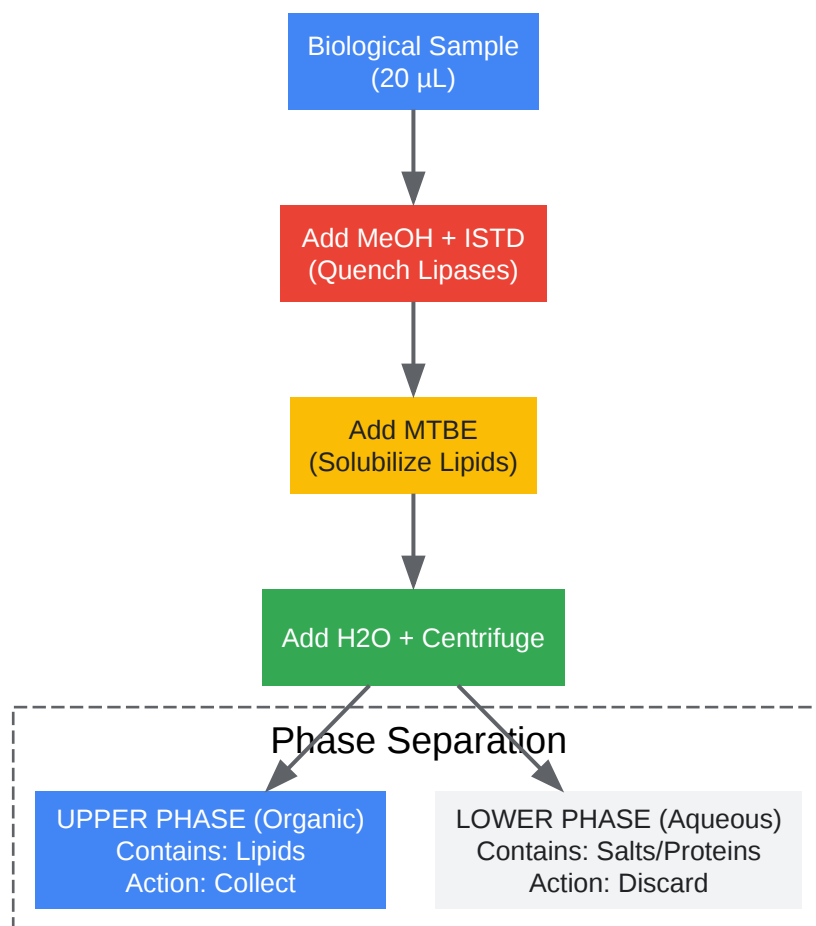 Biological Sample
(20 µL)
Add MeOH + ISTD
(Quench Lipases)
Add MTBE
(Solubilize Lipids)
Add H2O + Centrifuge
Phase Separation
UPPER PHASE (Organic)
Contains: Lipids
Action: Collect
LOWER PHASE (Aqueous)
Contains: Salts/Proteins
Action: Discard